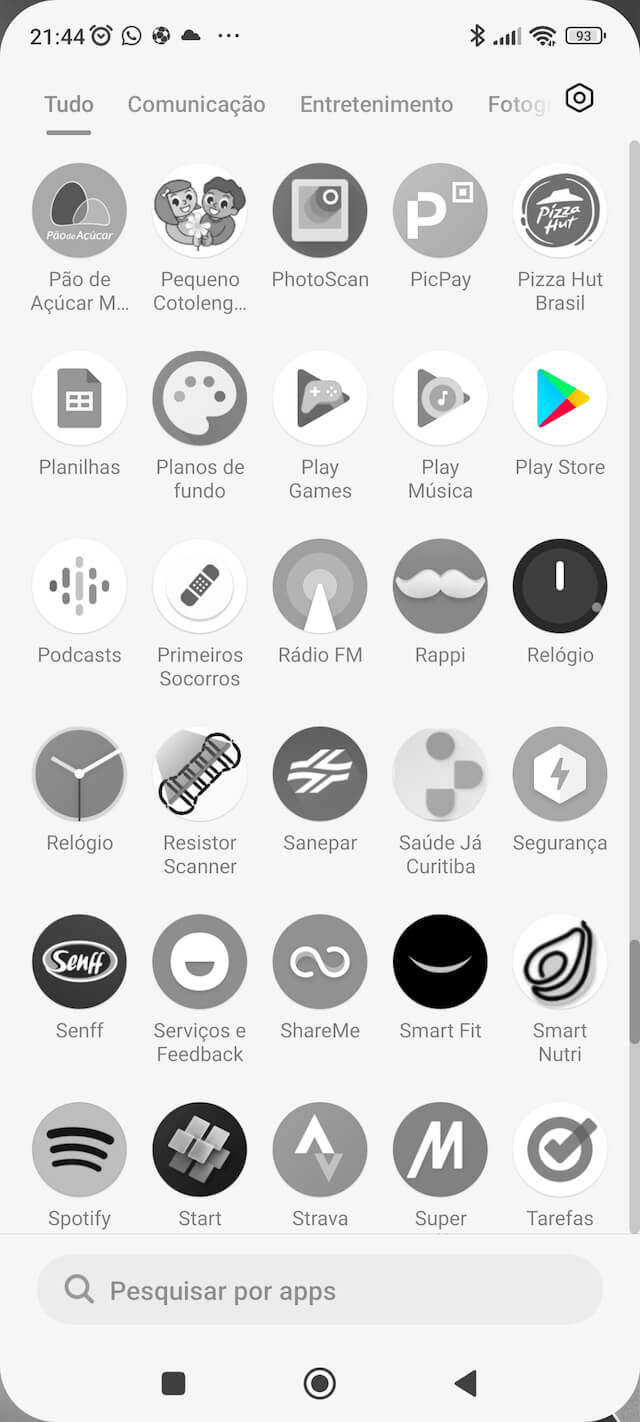 21:44
93
Tudo Comunicação Entretenimento Fotog
PãodeAçúcar
Pizza
Hut
Pão de Pequeno PhotoScan PicPay Pizza Hut
Açúcar M... Cotoleng... Brasil
Planilhas Planos de Play Play Play Store
fundo Games Música
Podcasts Primeiros Rádio FM Rappi Relógio
Socorros
Relógio Resistor Sanepar Saúde Já Segurança
Scanner Curitiba
Senff
Senff Serviços e ShareMe Smart Fit Smart
Feedback Nutri
Spotify Start Strava Super Tarefas
Pesquisar por apps